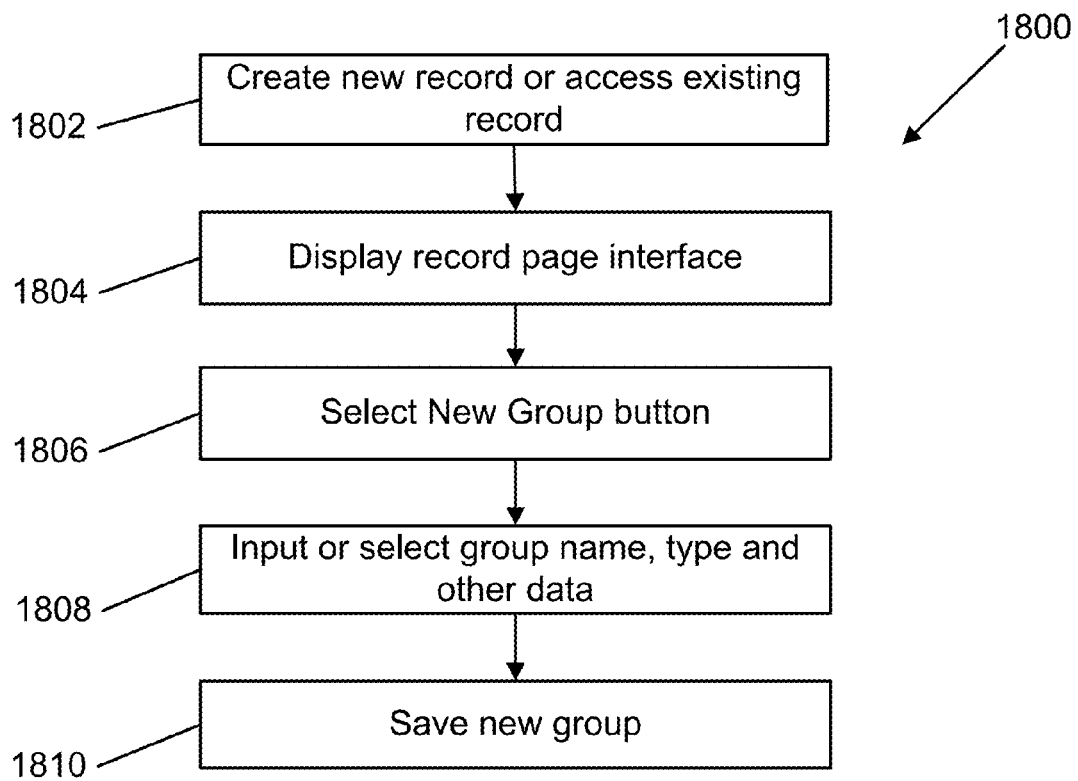 1800
Create new record or access existing
record
1802
Display record page interface
1804
Select New Group button
1806
Input or select group name, type and
other data
1808
Save new group
1810